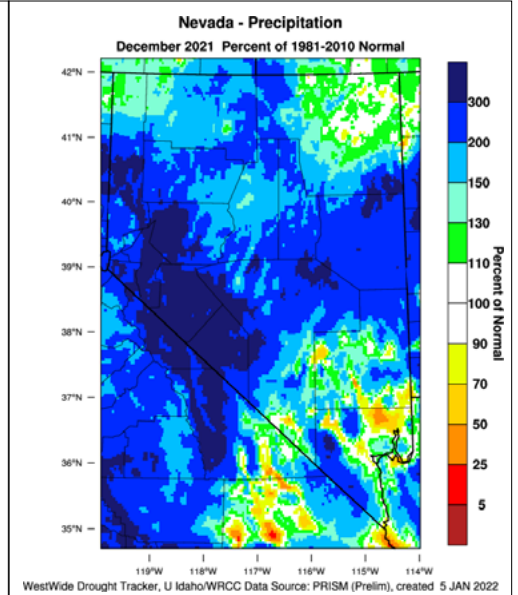 Nevada - Precipitation
December 2021 Percent of 1981-2010 Normal
42°N
41°N
40°N
39°N
38°N
37°N
36°N
35°N
119°W 118°W 117°W 116°W 115°W 114°W
300
200
150
130
110
100
90
70
50
25
5
Percent of Normal
WestWide Drought Tracker, U Idaho/WRCC Data Source: PRISM (Prelim), created 5 JAN 2022